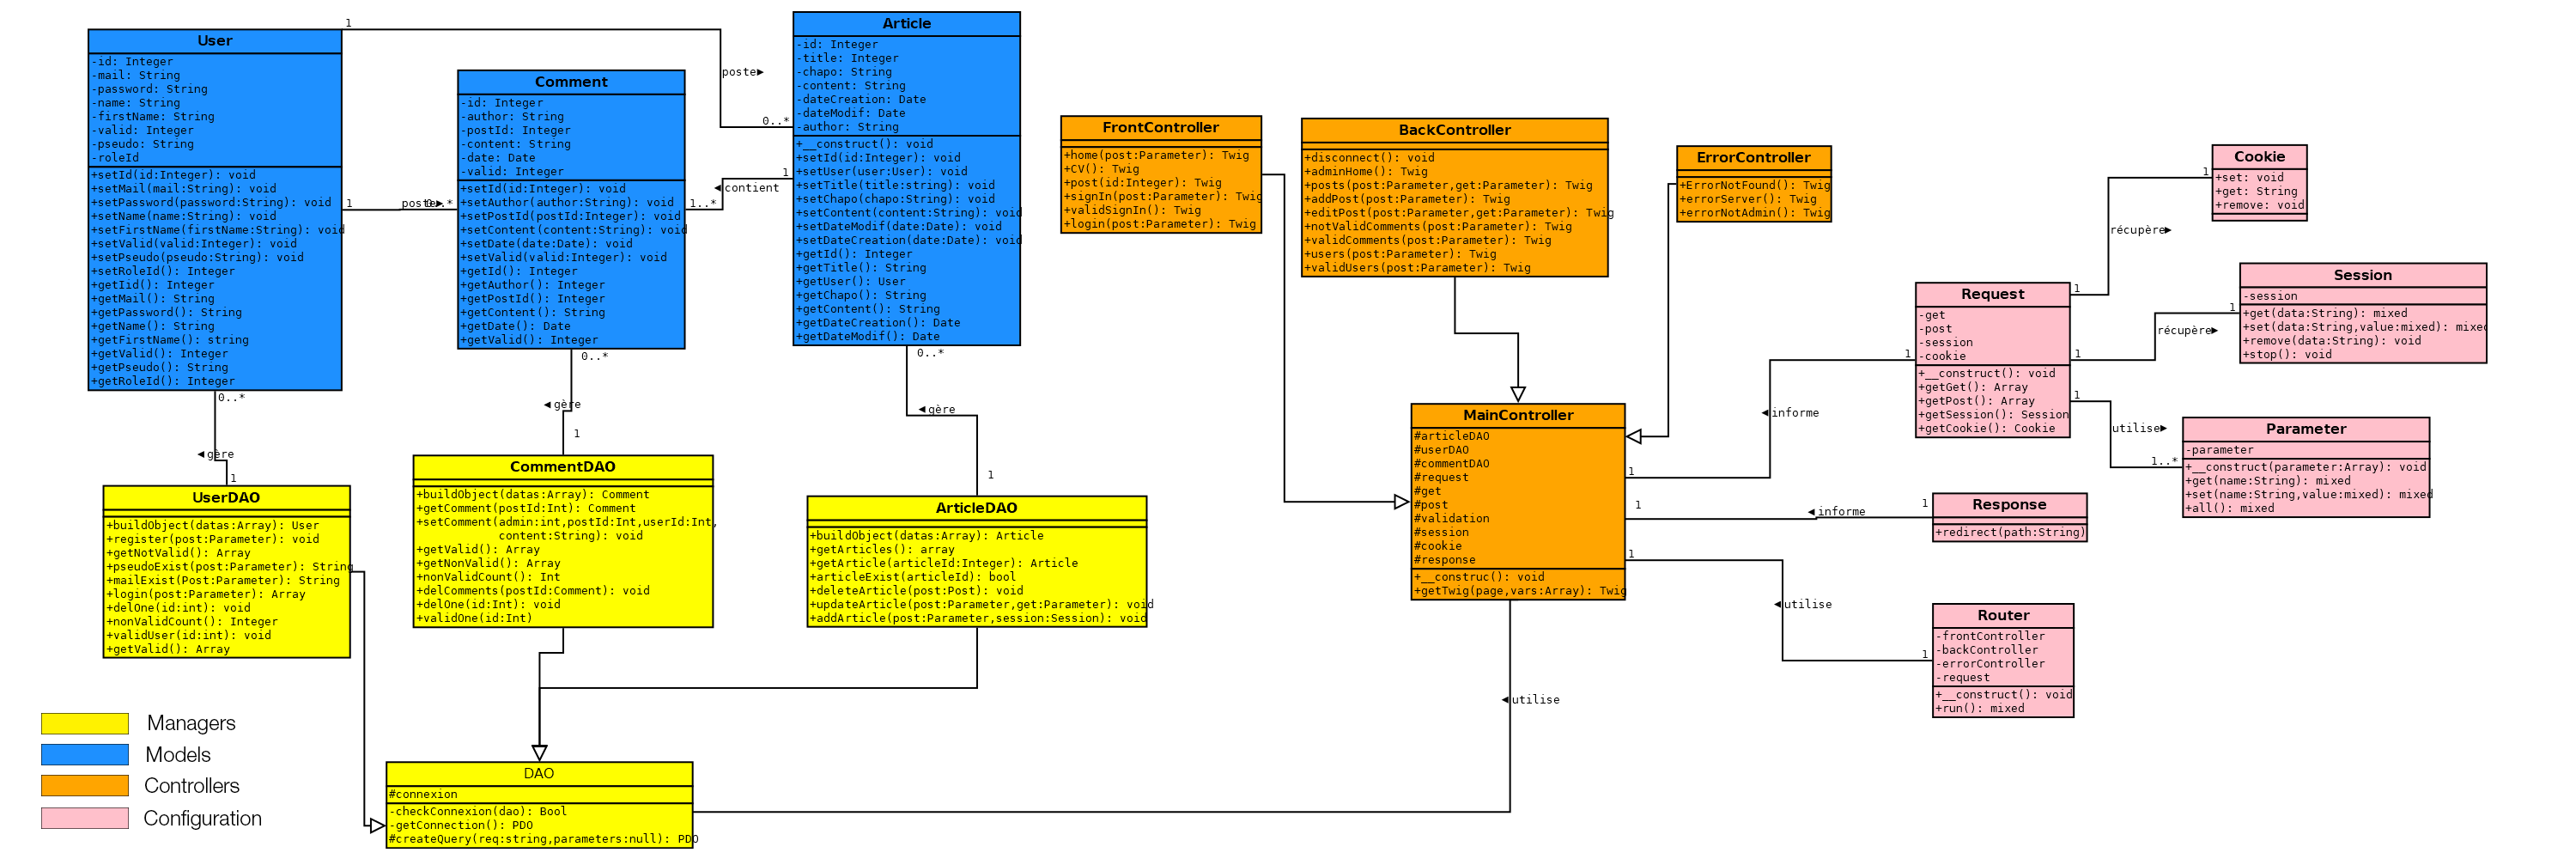 User
-id: Integer
-mail: String
-password: String
-name: String
-firstName: String
-valid: Integer
-pseudo: String
-roleId
+setId(id:Integer): void
+setMail(mail:String): void
+setPassword(password:String): void
+setName(name:String): void
+setFirstName(firstName:String): void
+setValid(valid:Integer): void
+setPseudo(pseudo:String): void
+setRoleId(): Integer
+getIid(): Integer
+getMail(): String
+getPassword(): String
+getName(): String
+getFirstName(): string
+getValid(): Integer
+getPseudo(): String
+getRoleId(): Integer
1
poste►
0..*
1
poste►
0..*
Comment
-id: Integer
-author: String
-postId: Integer
-content: String
-date: Date
-valid: Integer
+setId(id:Integer): void
+setAuthor(author:String): void
+setPostId(postId:Integer): void
+setContent(content:String): void
+setDate(date:Date): void
+setValid(valid:Integer): void
+getId(): Integer
+getAuthor(): Integer
+getPostId(): Integer
+getContent(): String
+getDate(): Date
+getValid(): Integer
1
◄contient
1..*
Article
-id: Integer
-title: Integer
-chapo: String
-content: String
-dateCreation: Date
-dateModif: Date
-author: String
+__construct(): void
+setId(id:Integer): void
+setUser(user:User): void
+setTitle(title:string): void
+setChapo(chapo:String): void
+setContent(content:String): void
+setDateModif(date:Date): void
+setDateCreation(date:Date): void
+getId(): Integer
+getTitle(): String
+getUser(): User
+getChapo(): String
+getContent(): String
+getDateCreation(): Date
+getDateModif(): Date
FrontController
+home(post:Parameter): Twig
+CV(): Twig
+post(id:Integer): Twig
+signIn(post:Parameter): Twig
+validSignIn(): Twig
+login(post:Parameter): Twig
BackController
+disconnect(): void
+adminHome(): Twig
+posts(post:Parameter,get:Parameter): Twig
+addPost(post:Parameter): Twig
+editPost(post:Parameter,get:Parameter): Twig
+notValidComments(post:Parameter): Twig
+validComments(post:Parameter): Twig
+users(post:Parameter): Twig
+validUsers(post:Parameter): Twig
ErrorController
+ErrorNotFound(): Twig
+errorServer(): Twig
+errorNotAdmin(): Twig
Cookie
+set: void
+get: String
+remove: void
1
récupère►
1
Session
-session
+get(data:String): mixed
+set(data:String,value:mixed): mixed
+remove(data:String): void
+stop(): void
1
récupère►
1
Request
-get
-post
-session
-cookie
+__construct(): void
+getGet(): Array
+getPost(): Array
+getSession(): Session
+getCookie(): Cookie
1
utilise►
1..*
Parameter
-parameter
+__construct(parameter:Array): void
+get(name:String): mixed
+set(name:String,value:mixed): mixed
+all(): mixed
1
◄informe
1
MainController
#articleDAO
#userDAO
#commentDAO
#request
#get
#post
#validation
#session
#cookie
#response
+__construc(): void
+getTwig(page,vars:Array): Twig
1
◄informe
1
Response
+redirect(path:String)
1
◄utilise
1
Router
-frontController
-backController
-errorController
-request
+__construct(): void
+run(): mixed
0..*
◄gère
1
0..*
◄gère
1
0..*
◄gère
1
UserDAO
+buildObject(datas:Array): User
+register(post:Parameter): void
+getNotValid(): Array
+pseudoExist(post:Parameter): String
+mailExist(Post:Parameter): String
+login(post:Parameter): Array
+delOne(id:int): void
+nonValidCount(): Integer
+validUser(id:int): void
+getValid(): Array
CommentDAO
+buildObject(datas:Array): Comment
+getComment(postId:Int): Comment
+setComment(admin:int,postId:Int,userId:Int,
content:String): void
+getValid(): Array
+getNonValid(): Array
+nonValidCount(): Int
+delComments(postId:Comment): void
+delOne(id:Int): void
+validOne(id:Int)
ArticleDAO
+buildObject(datas:Array): Article
+getArticles(): array
+getArticle(articleId:Integer): Article
+articleExist(articleId): bool
+deleteArticle(post:Post): void
+updateArticle(post:Parameter,get:Parameter): void
+addArticle(post:Parameter,session:Session): void
◄utilise
DAO
#connexion
-checkConnexion(dao): Bool
-getConnection(): PDO
#createQuery(req:string,parameters:null): PDO
Managers
Models
Controllers
Configuration